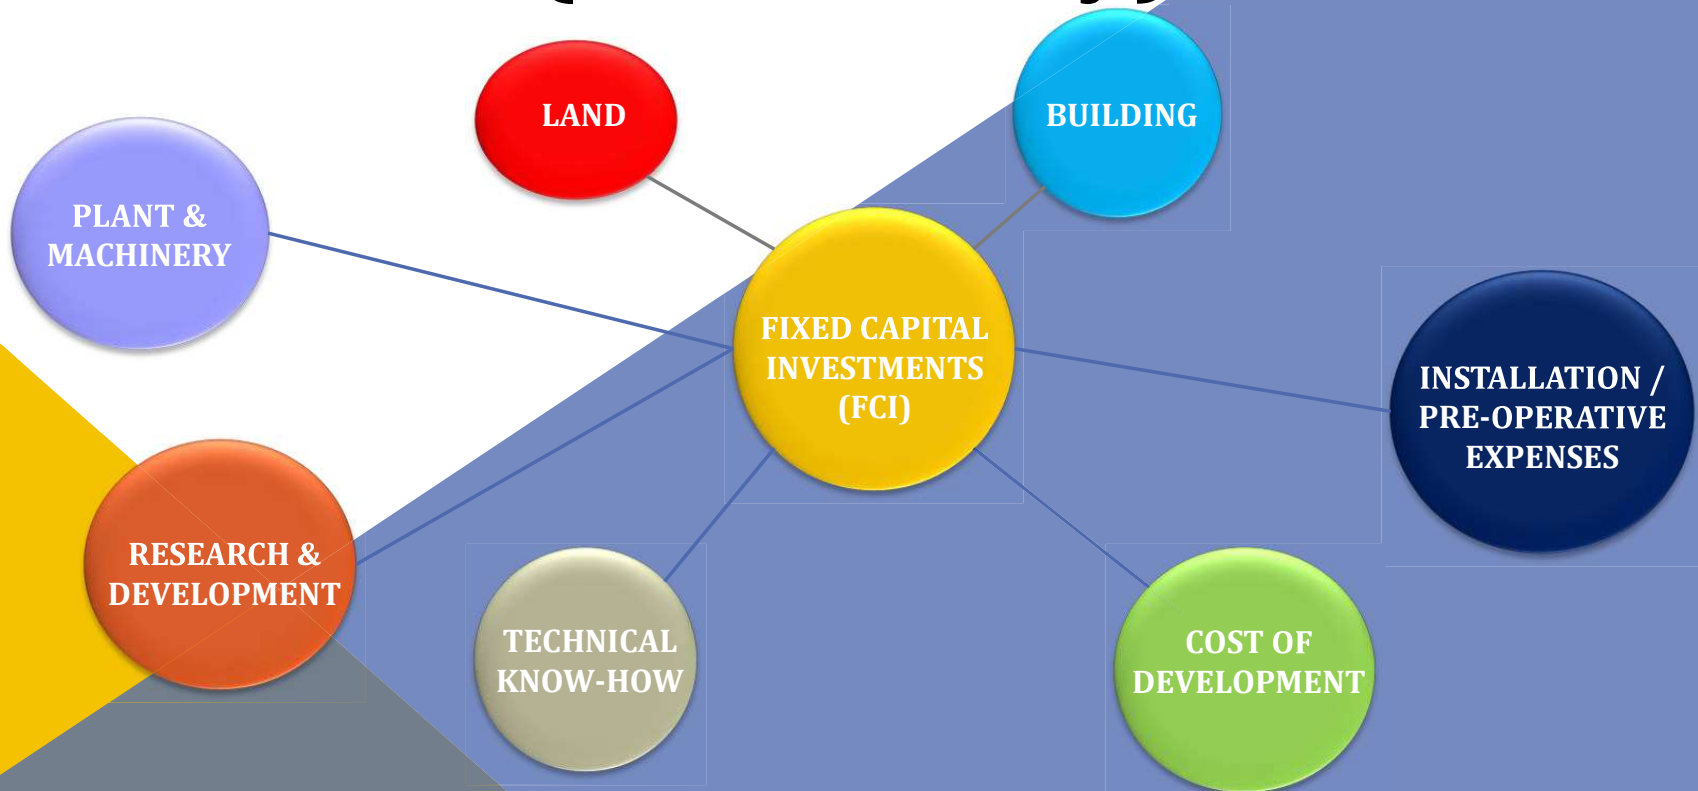 LAND
BUILDING
PLANT &
MACHINERY
FIXED CAPITAL
INVESTMENTS
(FCI)
INSTALLATION /
PRE-OPERATIVE
EXPENSES
RESEARCH &
DEVELOPMENT
TECHNICAL
KNOW-HOW
COST OF
DEVELOPMENT